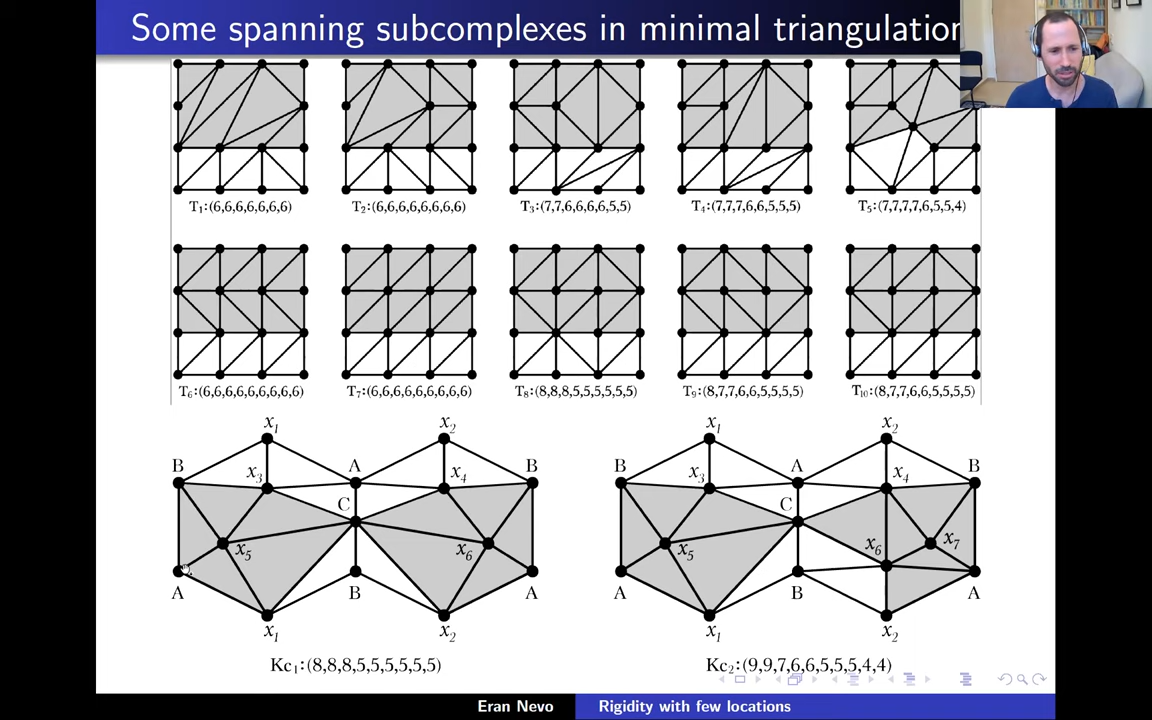 Some spanning subcomplexes in minimal triangulation
T1:(6,6,6,6,6,6,6)
T2:(6,6,6,6,6,6,6,6)
T3:(7,7,6,6,6,6,5,5)
T4:(7,7,7,6,6,5,5,5)
T5:(7,7,7,7,6,5,5,4)
T6:(6,6,6,6,6,6,6,6,6)
T7:(6,6,6,6,6,6,6,6,6)
T8:(8,8,8,5,5,5,5,5,5)
T9:(8,7,7,6,6,5,5,5,5)
T10:(8,7,7,6,6,5,5,5,5)
x1 x2 x1 x2
B x3 A x4 B B x3 A x4 B
C C
x5 x6 x5 x6 x7
A B A A B A
x1 x2 x1 x2
Kc1:(8,8,8,5,5,5,5,5,5)
Kc2:(9,9,7,6,6,5,5,5,4,4)
Eran Nevo Rigidity with few locations